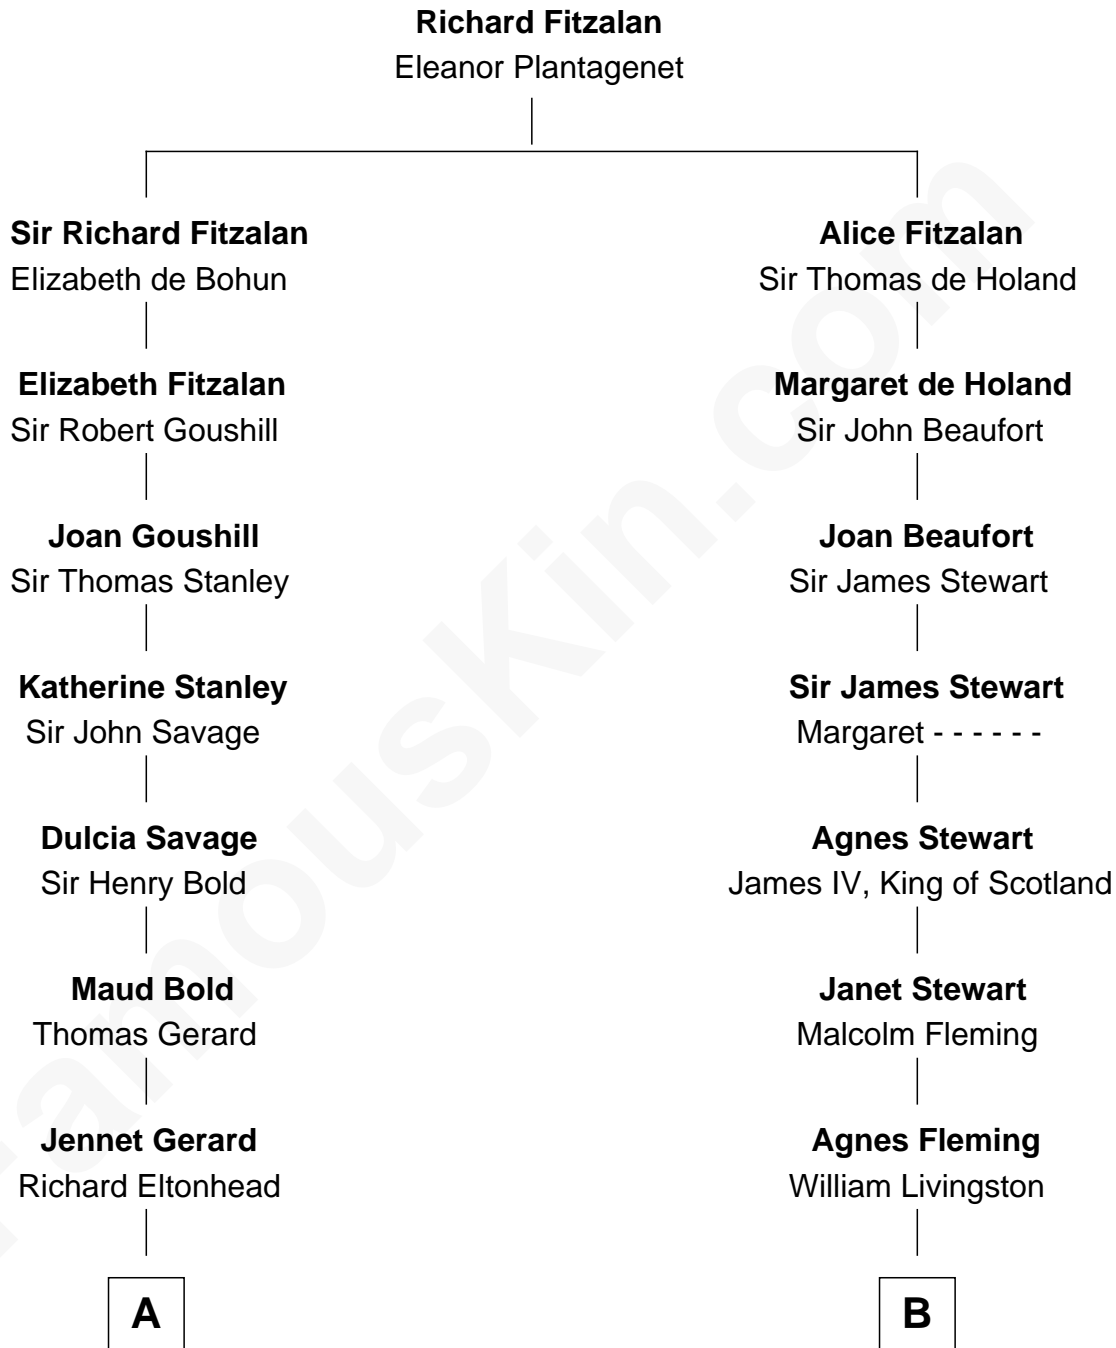 Richard Fitzalan
Eleanor Plantagenet
Sir Richard Fitzalan
Elizabeth de Bohun
Alice Fitzalan
Sir Thomas de Holand
Elizabeth Fitzalan
Sir Robert Goushill
Margaret de Holand
Sir John Beaufort
Joan Goushill
Sir Thomas Stanley
Joan Beaufort
Sir James Stewart
Katherine Stanley
Sir John Savage
Sir James Stewart
Margaret - - - - - -
Dulcia Savage
Sir Henry Bold
Agnes Stewart
James IV, King of Scotland
Maud Bold
Thomas Gerard
Janet Stewart
Malcolm Fleming
Jennet Gerard
Richard Eltonhead
Agnes Fleming
William Livingston
A
B
FamousKin.com